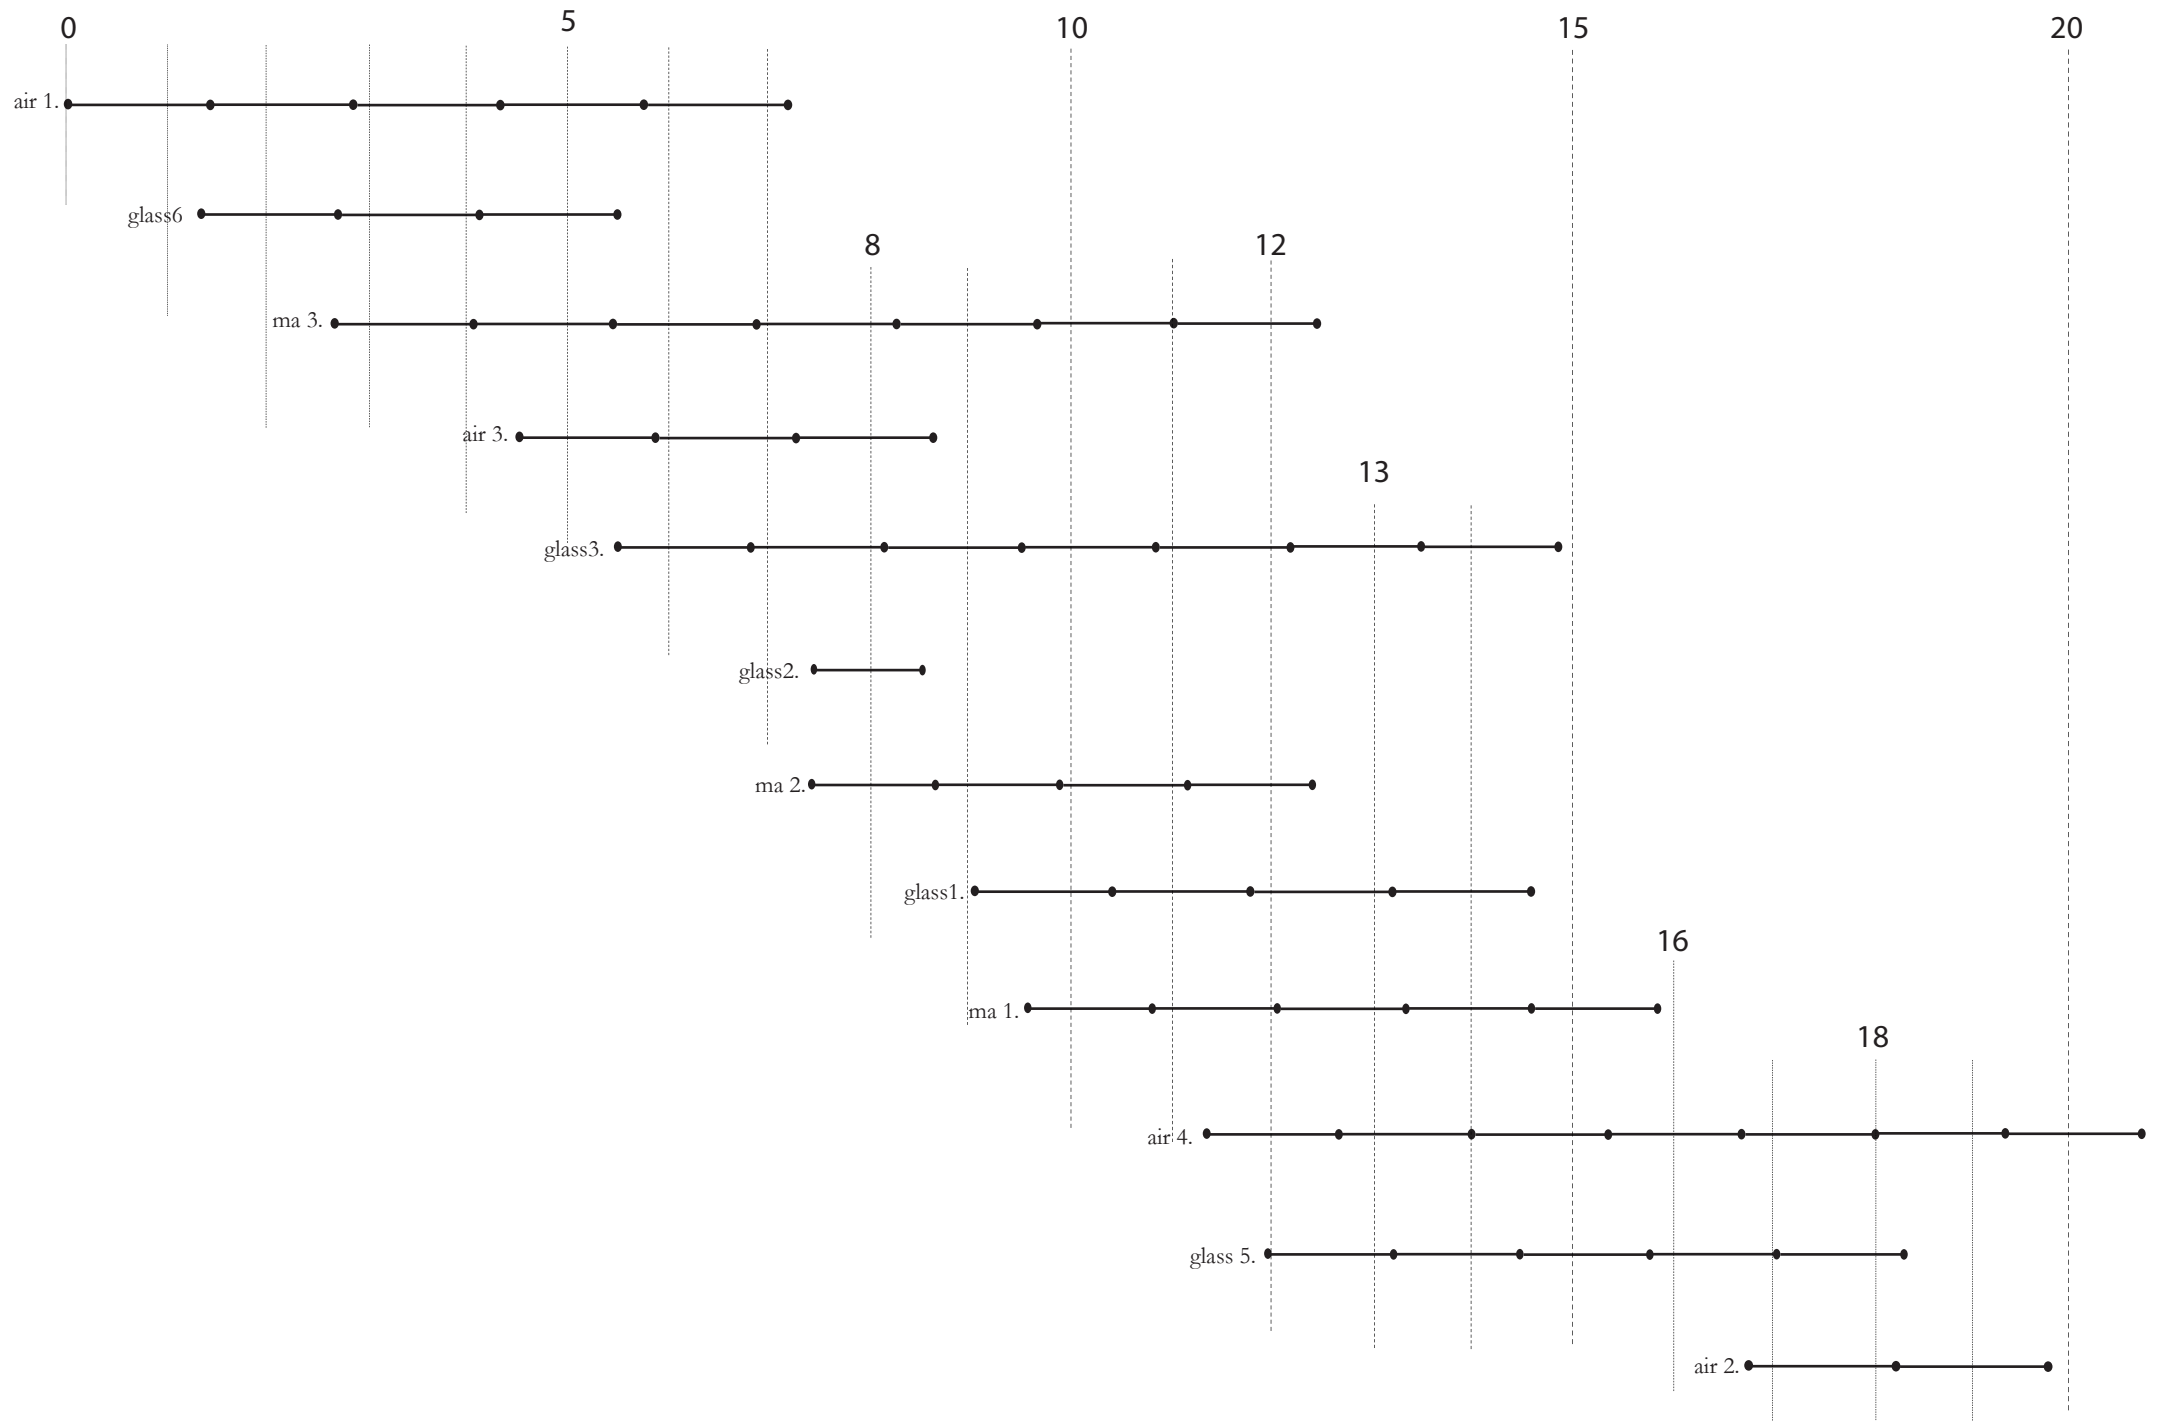 0 5 10 15 20
air 1.
glass6
8 12
ma 3.
air 3.
13
glass3.
glass2.
ma 2.
glass1.
16
ma 1.
18
air 4.
glass 5.
air 2.